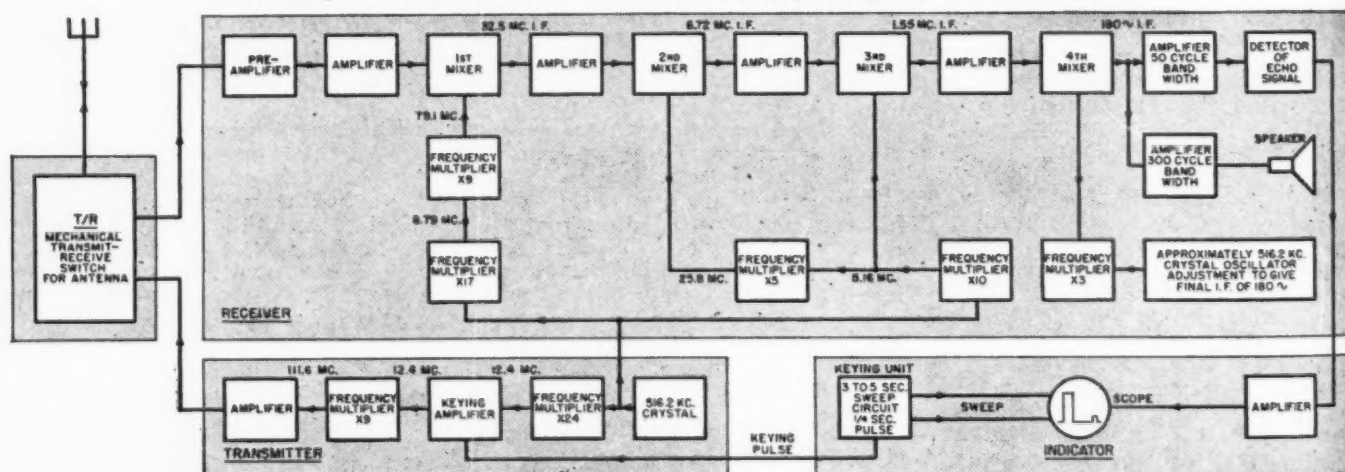 32.5 MC. I.F.
6.72 MC. I.F.
1.55 MC. I.F.
180~ I.F.
PRE-
AMPLIFIER
AMPLIFIER
1ST
MIXER
AMPLIFIER
2ND
MIXER
AMPLIFIER
3RD
MIXER
AMPLIFIER
4TH
MIXER
AMPLIFIER
50 CYCLE
BAND
WIDTH
DETECTOR
OF
ECHO
SIGNAL
79.1 MC.
FREQUENCY
MULTIPLIER
X9
AMPLIFIER
300 CYCLE
BAND
WIDTH
SPEAKER
T/R
MECHANICAL
TRANSMIT-
RECEIVE
SWITCH
FOR ANTENNA
8.79 MC.
FREQUENCY
MULTIPLIER
X17
25.8 MC.
FREQUENCY
MULTIPLIER
X5
5.16 MC.
FREQUENCY
MULTIPLIER
X10
FREQUENCY
MULTIPLIER
X3
APPROXIMATELY 516.2 KC.
CRYSTAL OSCILLATOR
ADJUSTMENT TO GIVE
FINAL I.F. OF 180~
RECEIVER
111.6 MC.
12.4 MC.
12.4 MC.
AMPLIFIER
FREQUENCY
MULTIPLIER
X9
KEYING
AMPLIFIER
FREQUENCY
MULTIPLIER
X24
516.2 KC.
CRYSTAL
TRANSMITTER
KEYING
PULSE
KEYING UNIT
3 TO 5 SEC.
SWEEP
CIRCUIT
1/4 SEC.
PULSE
SWEEP
SCOPE
INDICATOR
AMPLIFIER